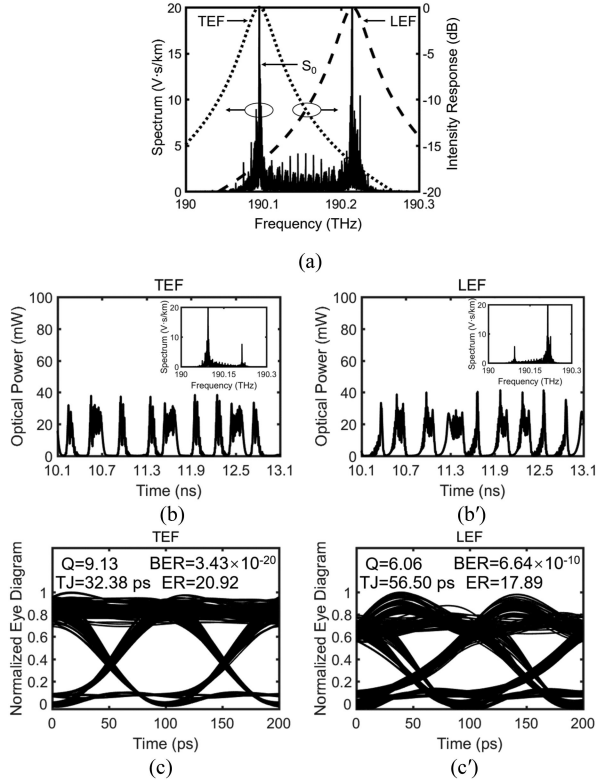 TEF
LEF
S0
Spectrum (V·s/km)
20
15
10
5
0
Intensity Response (dB)
0
-5
-10
-15
-20
190
190.1
190.2
190.3
Frequency (THz)
(a)
TEF
Optical Power (mW)
100
80
60
40
20
0
Spectrum (V·s/km)
20
10
0
190
190.15
190.3
Frequency (THz)
10.1
10.7
11.3
11.9
12.5
13.1
Time (ns)
(b)
LEF
Optical Power (mW)
100
80
60
40
20
0
Spectrum (V·s/km)
20
10
0
190
190.15
190.3
Frequency (THz)
10.1
10.7
11.3
11.9
12.5
13.1
Time (ns)
(b′)
TEF
Normalized Eye Diagram
Q=9.13 BER=3.43×10-20
TJ=32.38 ps ER=20.92
1
0.8
0.6
0.4
0.2
0
0
50
100
150
200
Time (ps)
(c)
LEF
Normalized Eye Diagram
Q=6.06 BER=6.64×10-10
TJ=56.50 ps ER=17.89
1
0.8
0.6
0.4
0.2
0
0
50
100
150
200
Time (ps)
(c′)